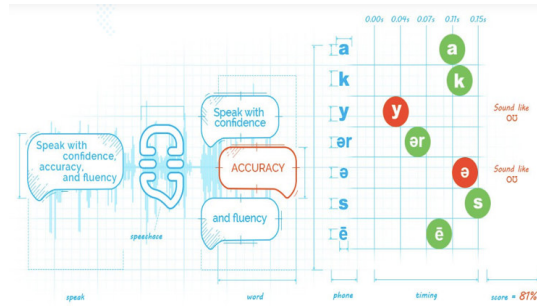 0.00s 0.04s 0.07s 0.11s 0.15s
a a
k k
Speak with
confidence
y y
Sound like
ʊ
Speak with
confidence,
accuracy,
and fluency
ər ər
ACCURACY
ə ə
Sound like
ʊ
and fluency
s s
ē ē
speak
word
phone
timing
score = 81%